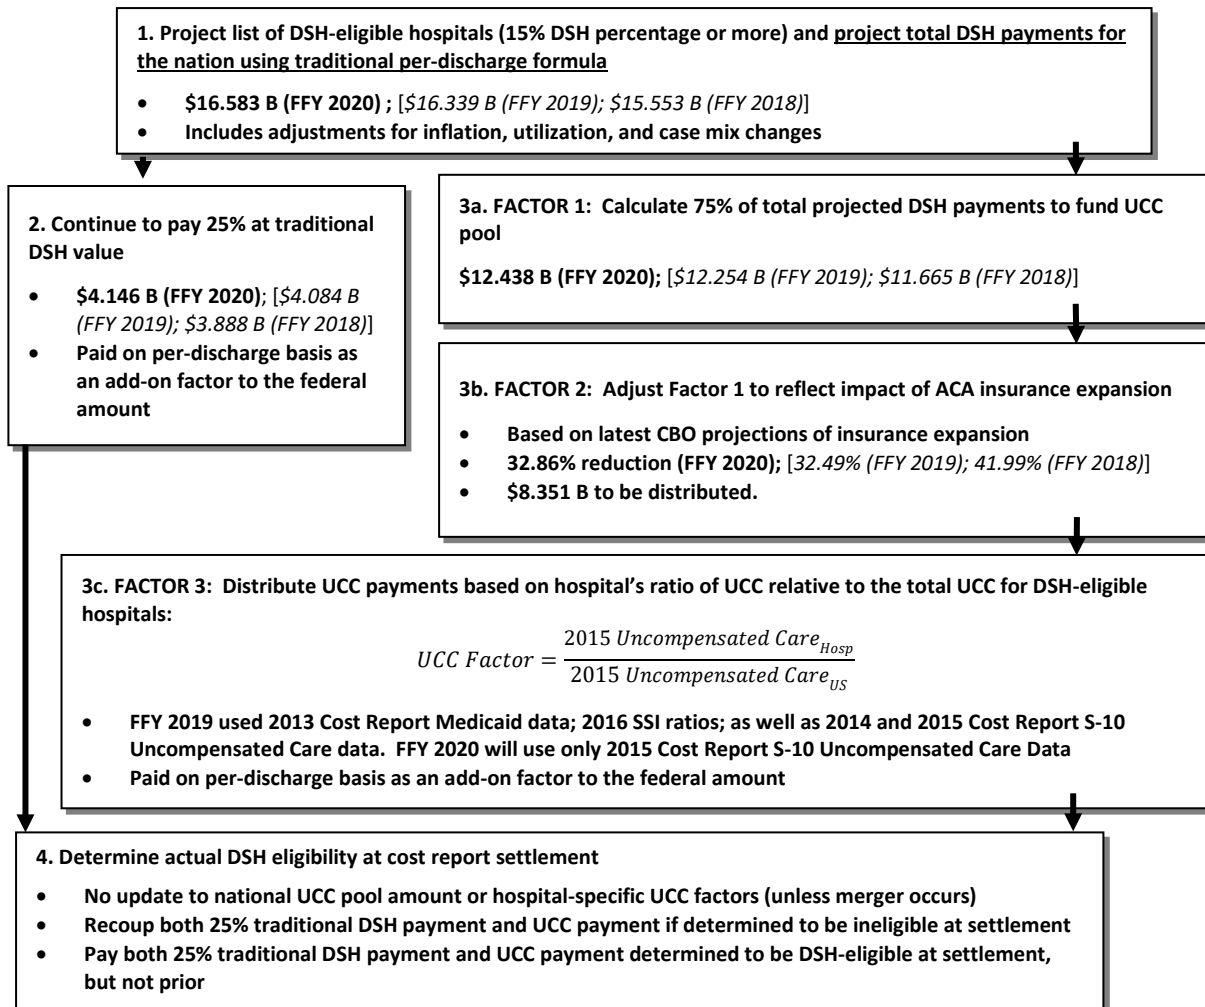 1. Project list of DSH-eligible hospitals (15% DSH percentage or more) and project total DSH payments for
the nation using traditional per-discharge formula
• $16.583 B (FFY 2020) ; [$16.339 B (FFY 2019); $15.553 B (FFY 2018)]
• Includes adjustments for inflation, utilization, and case mix changes
2. Continue to pay 25% at traditional
DSH value
• $4.146 B (FFY 2020); [$4.084 B
(FFY 2019); $3.888 B (FFY 2018)]
• Paid on per-discharge basis as
an add-on factor to the federal
amount
3a. FACTOR 1: Calculate 75% of total projected DSH payments to fund UCC
pool
$12.438 B (FFY 2020); [$12.254 B (FFY 2019); $11.665 B (FFY 2018)]
3b. FACTOR 2: Adjust Factor 1 to reflect impact of ACA insurance expansion
• Based on latest CBO projections of insurance expansion
• 32.86% reduction (FFY 2020); [32.49% (FFY 2019); 41.99% (FFY 2018)]
• $8.351 B to be distributed.
3c. FACTOR 3: Distribute UCC payments based on hospital's ratio of UCC relative to the total UCC for DSH-eligible
hospitals:
UCC Factor = 2015 Uncompensated Care_Hosp / 2015 Uncompensated Care_US
• FFY 2019 used 2013 Cost Report Medicaid data; 2016 SSI ratios; as well as 2014 and 2015 Cost Report S-10
Uncompensated Care data. FFY 2020 will use only 2015 Cost Report S-10 Uncompensated Care Data
• Paid on per-discharge basis as an add-on factor to the federal amount
4. Determine actual DSH eligibility at cost report settlement
• No update to national UCC pool amount or hospital-specific UCC factors (unless merger occurs)
• Recoup both 25% traditional DSH payment and UCC payment if determined to be ineligible at settlement
• Pay both 25% traditional DSH payment and UCC payment determined to be DSH-eligible at settlement,
but not prior